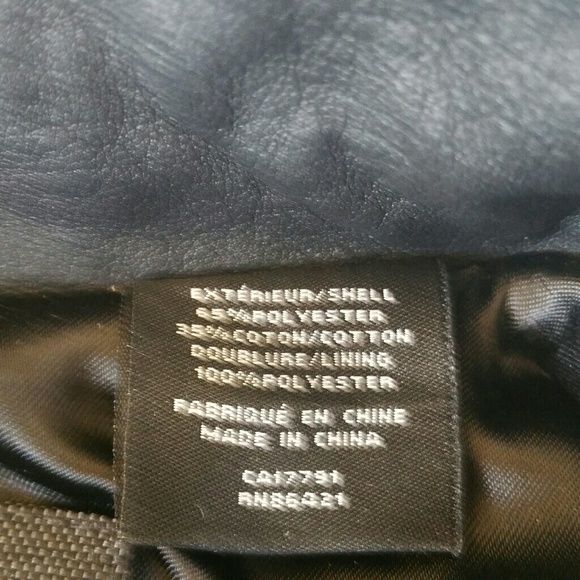 EXTÉRIEUR/SHELL
65%POLYESTER
35%COTON/COTTON
DOUBLURE/LINING
100%POLYESTER
FABRIQUÉ EN CHINE
MADE IN CHINA
CA17791
RN86421